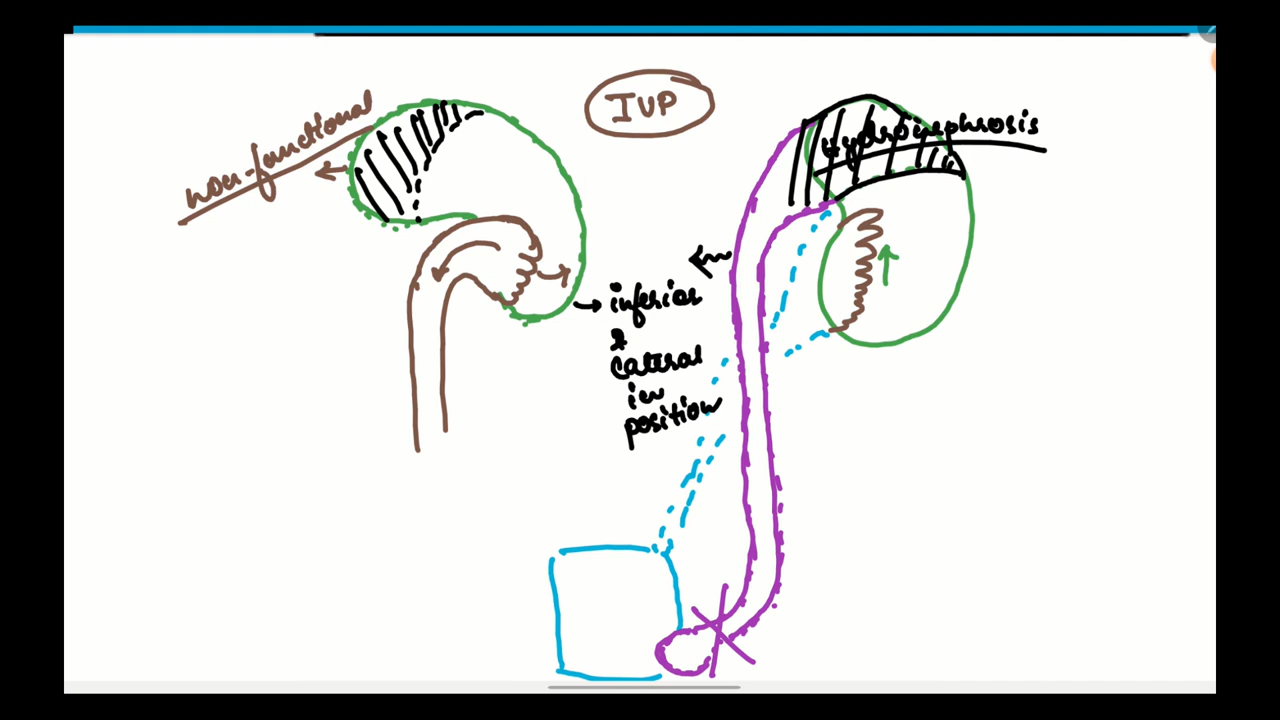 IVP
non-functional
Hydronephrosis
inferior
&
lateral
in
position